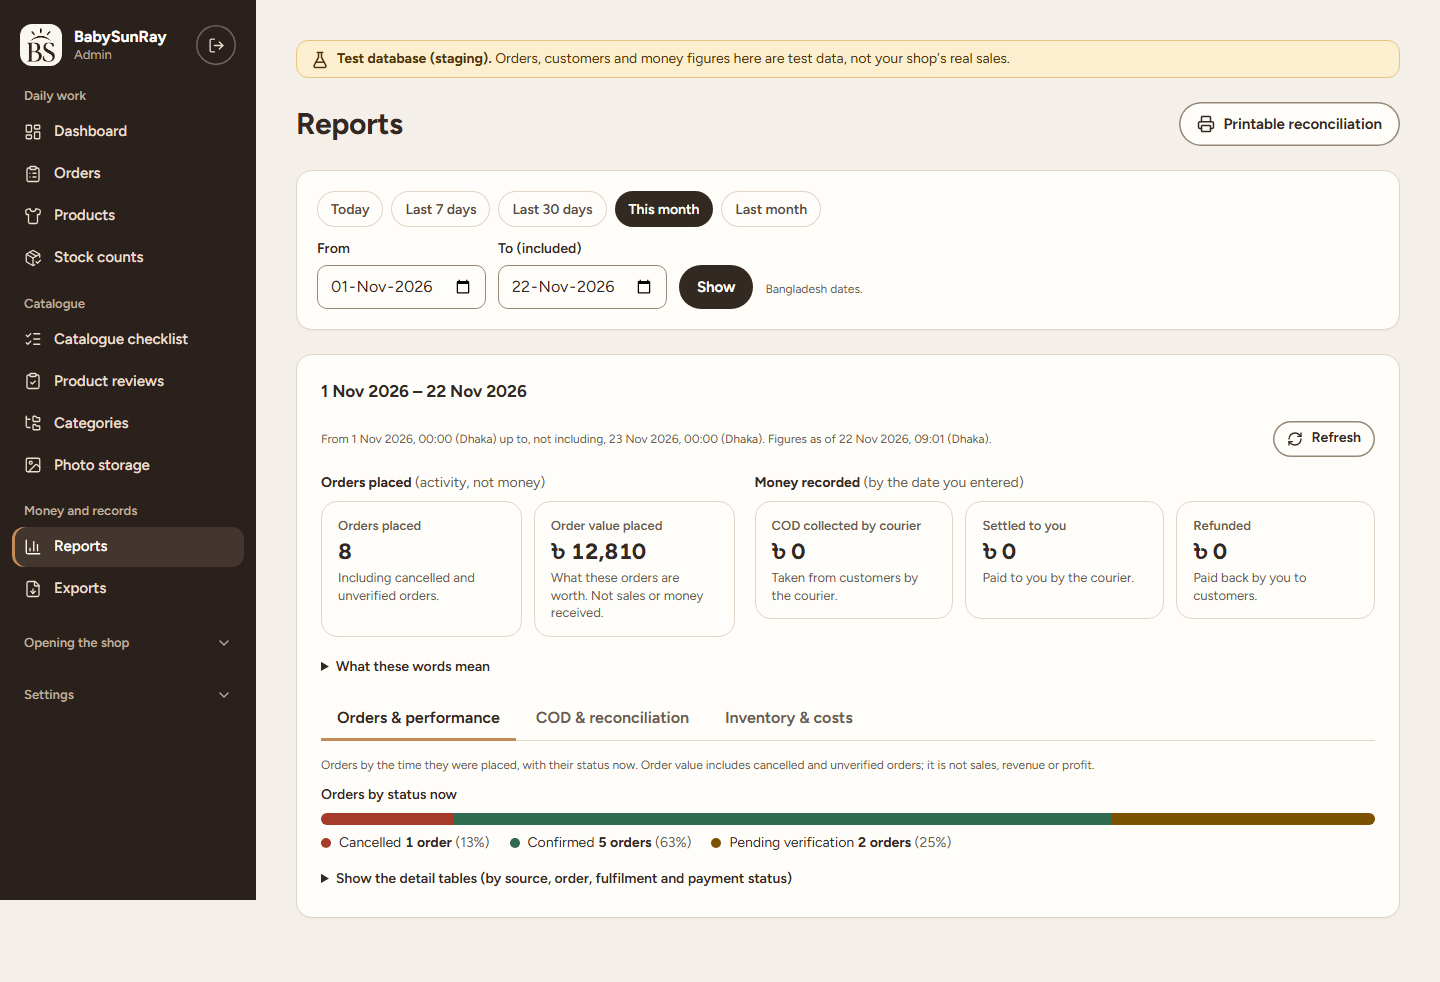 BS
BabySunRay
Admin
Daily work
Dashboard
Orders
Products
Stock counts
Catalogue
Catalogue checklist
Product reviews
Categories
Photo storage
Money and records
Reports
Exports
Opening the shop
Settings
Test database (staging). Orders, customers and money figures here are test data, not your shop's real sales.
Reports
Printable reconciliation
Today
Last 7 days
Last 30 days
This month
Last month
From
To (included)
01-Nov-2026
22-Nov-2026
Show
Bangladesh dates.
1 Nov 2026 – 22 Nov 2026
From 1 Nov 2026, 00:00 (Dhaka) up to, not including, 23 Nov 2026, 00:00 (Dhaka). Figures as of 22 Nov 2026, 09:01 (Dhaka).
Refresh
Orders placed (activity, not money)
Orders placed
8
Including cancelled and
unverified orders.
Order value placed
৳ 12,810
What these orders are
worth. Not sales or money
received.
Money recorded (by the date you entered)
COD collected by courier
৳ 0
Taken from customers by
the courier.
Settled to you
৳ 0
Paid to you by the courier.
Refunded
৳ 0
Paid back by you to
customers.
What these words mean
Orders & performance
COD & reconciliation
Inventory & costs
Orders by the time they were placed, with their status now. Order value includes cancelled and unverified orders; it is not sales, revenue or profit.
Orders by status now
Cancelled 1 order (13%)
Confirmed 5 orders (63%)
Pending verification 2 orders (25%)
Show the detail tables (by source, order, fulfilment and payment status)